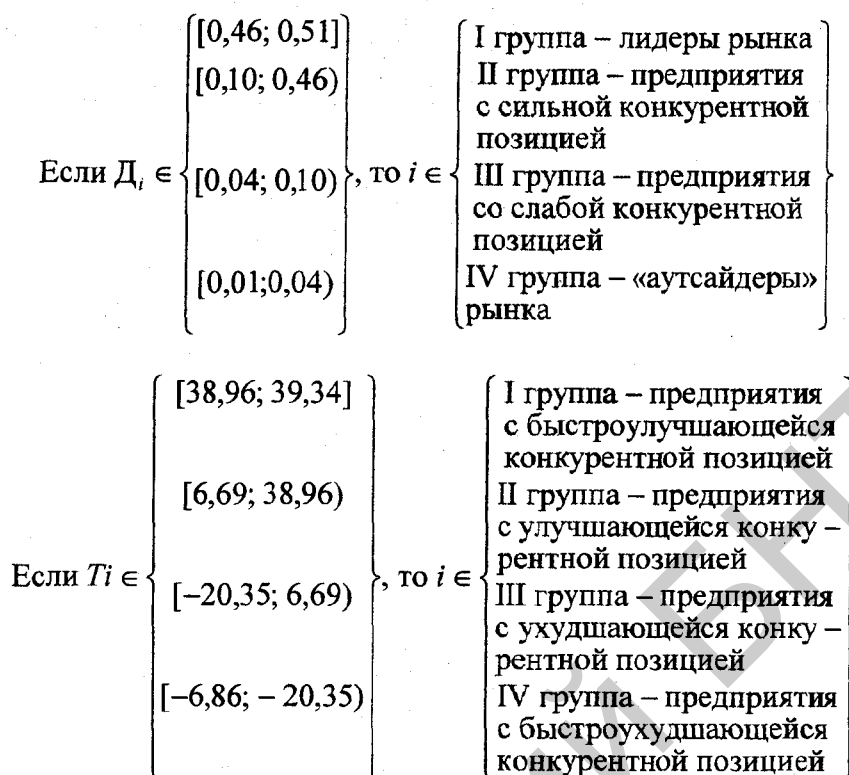 Если Дᵢ ∈ { [0,46; 0,51] [0,10; 0,46) [0,04; 0,10) [0,01;0,04) }, то i ∈ {
I группа – лидеры рынка
II группа – предприятия
с сильной конкурентной
позицией
III группа – предприятия
со слабой конкурентной
позицией
IV группа – «аутсайдеры»
рынка
}
Если Ti ∈ { [38,96; 39,34] [6,69; 38,96) [–20,35; 6,69) [–6,86; – 20,35) }, то i ∈ {
I группа – предприятия
с быстроулучшающейся
конкурентной позицией
II группа – предприятия
с улучшающейся конку –
рентной позицией
III группа – предприятия
с ухудшающейся конку –
рентной позицией
IV группа – предприятия
с быстроухудшающейся
конкурентной позицией